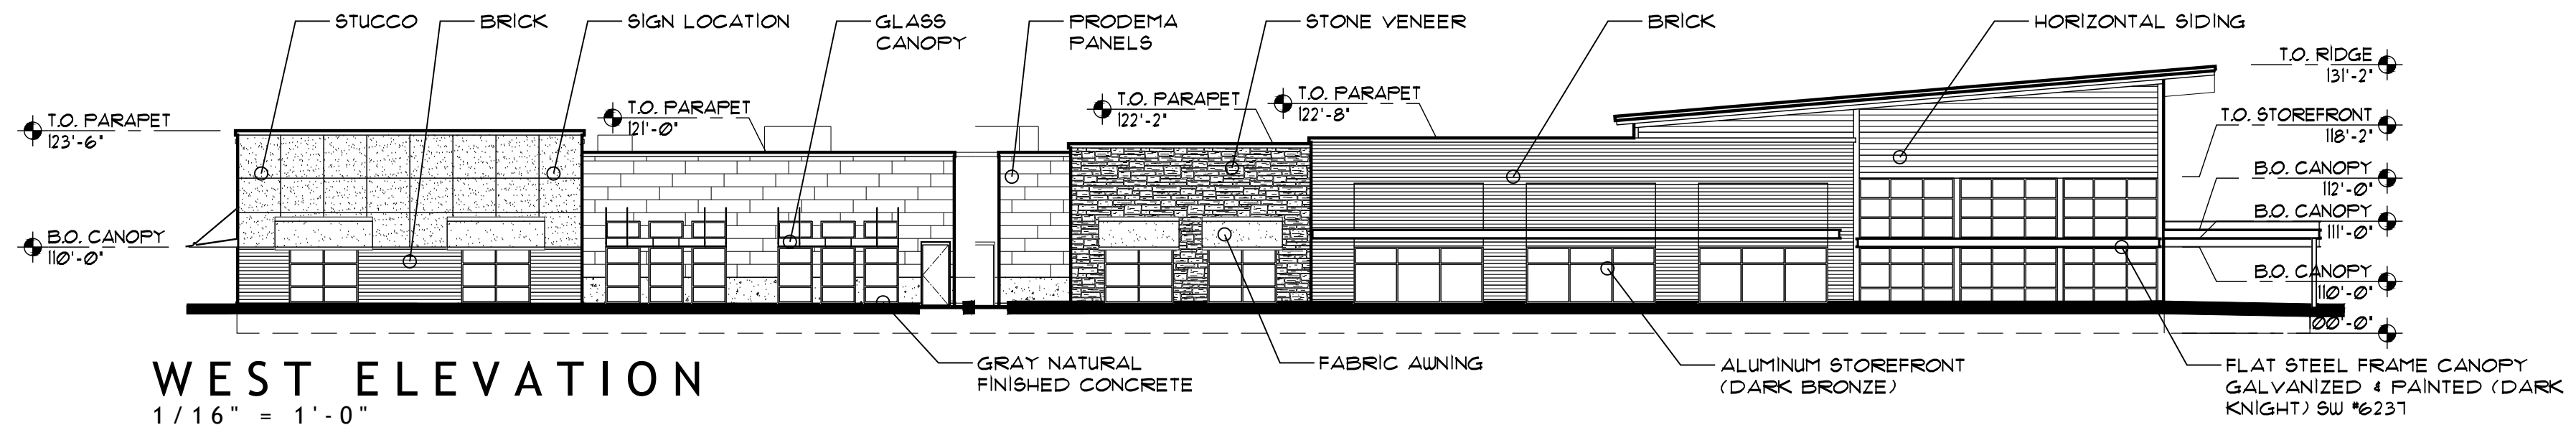 STUCCO
BRICK
SIGN LOCATION
GLASS
CANOPY
PRODEMA
PANELS
STONE VENEER
BRICK
HORIZONTAL SIDING
T.O. PARAPET
123'-6"
T.O. PARAPET
121'-0"
T.O. PARAPET
122'-2"
T.O. PARAPET
122'-8"
T.O. RIDGE
131'-2"
T.O. STOREFRONT
118'-2"
B.O. CANOPY
112'-0"
B.O. CANOPY
111'-0"
B.O. CANOPY
110'-0"
B.O. CANOPY
110'-0"
00'-0"
GRAY NATURAL
FINISHED CONCRETE
FABRIC AWNING
ALUMINUM STOREFRONT
(DARK BRONZE)
FLAT STEEL FRAME CANOPY
GALVANIZED & PAINTED (DARK
KNIGHT) SW #6237
WEST ELEVATION
1/16" = 1'-0"